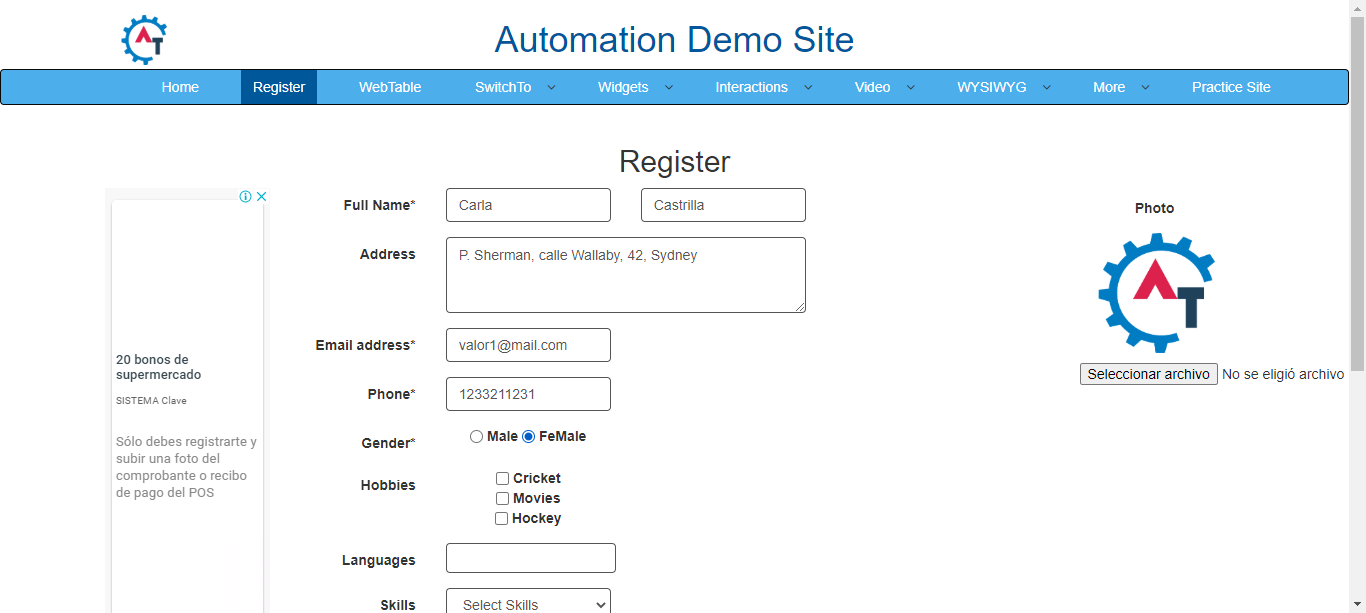 AT
Automation Demo Site
Home Register WebTable SwitchTo Widgets Interactions Video WYSIWYG More Practice Site
Register
Full Name* Carla Castrilla
Address P. Sherman, calle Wallaby, 42, Sydney
Email address* valor1@mail.com
Phone* 1233211231
Gender* Male FeMale
Hobbies Cricket
Movies
Hockey
Languages
Skills Select Skills
20 bonos de
supermercado
SISTEMA Clave
Sólo debes registrarte y
subir una foto del
comprobante o recibo
de pago del POS
Photo
AT
Seleccionar archivo No se eligió archivo